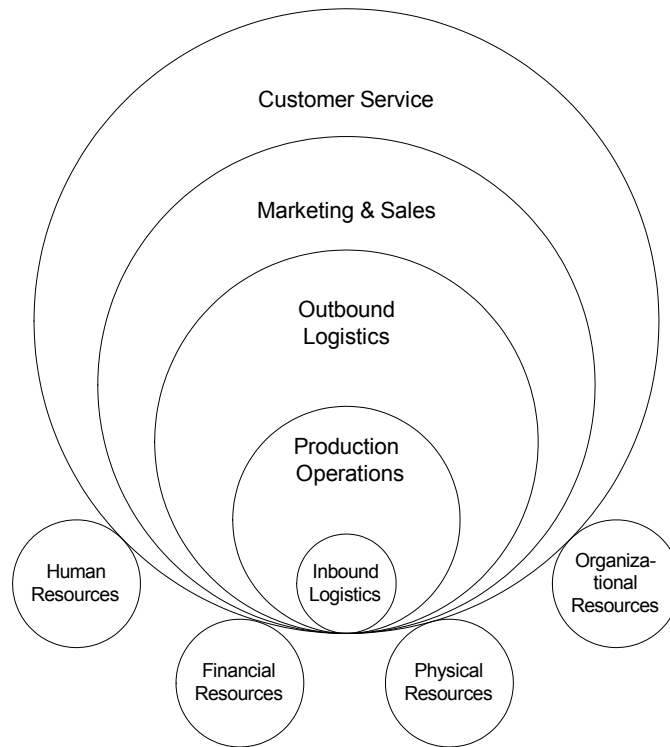 Customer Service
Marketing & Sales
Outbound
Logistics
Production
Operations
Inbound
Logistics
Human
Resources
Organiza-
tional
Resources
Financial
Resources
Physical
Resources